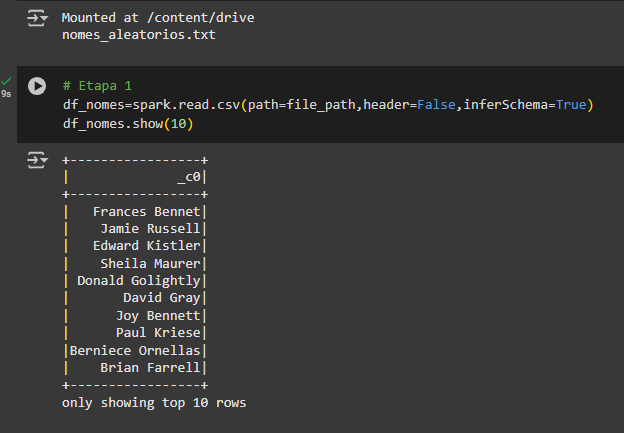 Mounted at /content/drive
nomes_aleatorios.txt
9s
# Etapa 1
df_nomes=spark.read.csv(path=file_path,header=False,inferSchema=True)
df_nomes.show(10)
+-----------------+
|              _c0|
+-----------------+
|   Frances Bennet|
|    Jamie Russell|
|   Edward Kistler|
|    Sheila Maurer|
| Donald Golightly|
|       David Gray|
|      Joy Bennett|
|      Paul Kriese|
|Berniece Ornellas|
|    Brian Farrell|
+-----------------+
only showing top 10 rows